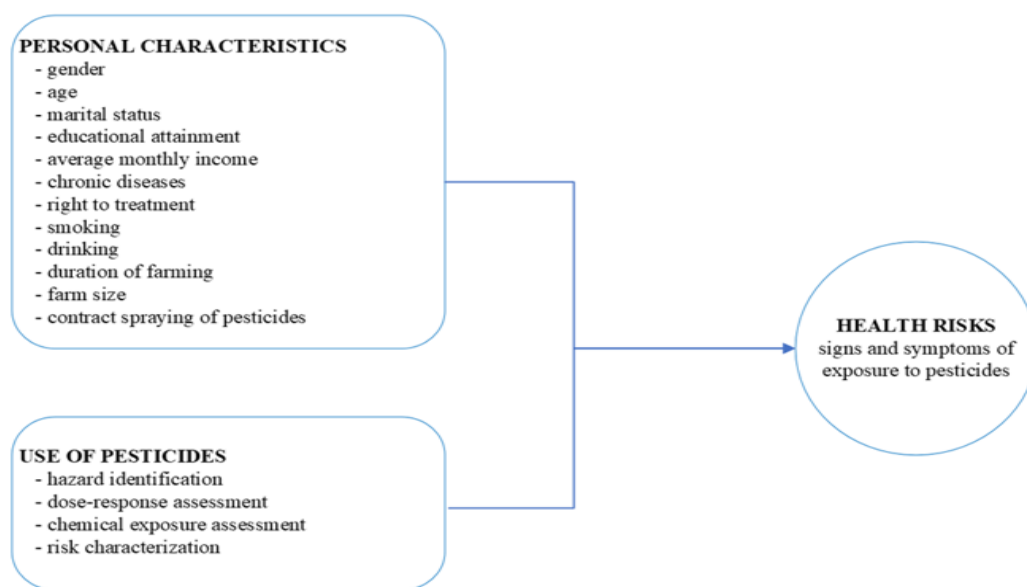 PERSONAL CHARACTERISTICS
- gender
- age
- marital status
- educational attainment
- average monthly income
- chronic diseases
- right to treatment
- smoking
- drinking
- duration of farming
- farm size
- contract spraying of pesticides
HEALTH RISKS
signs and symptoms of
exposure to pesticides
USE OF PESTICIDES
- hazard identification
- dose-response assessment
- chemical exposure assessment
- risk characterization